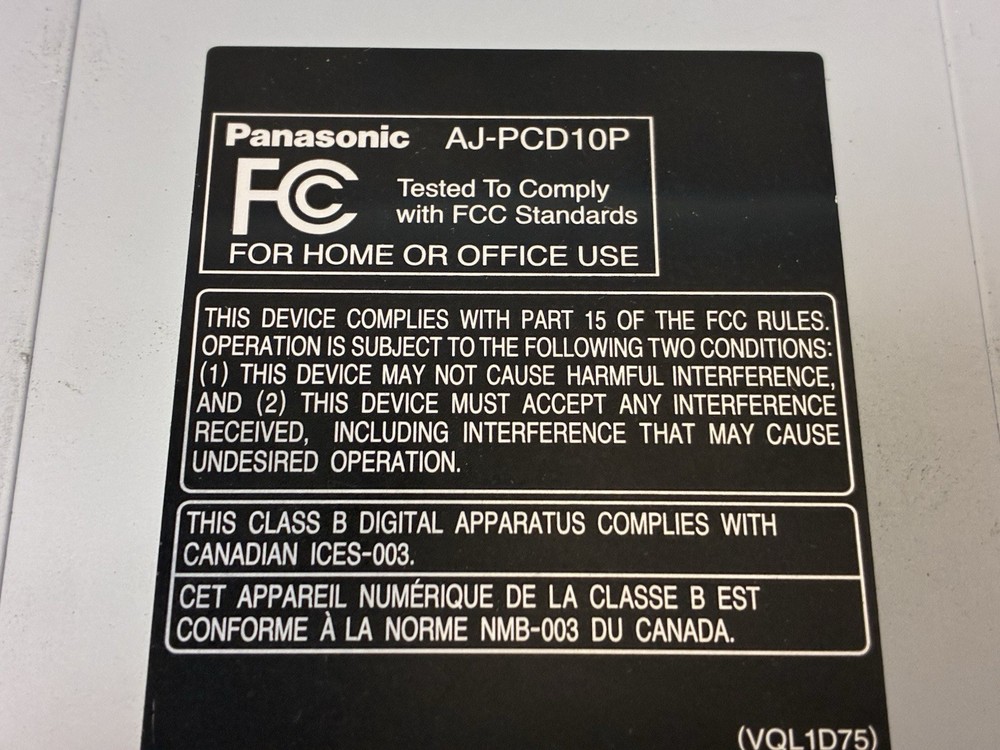 Panasonic AJ-PCD10P
FC Tested To Comply
with FCC Standards
FOR HOME OR OFFICE USE
THIS DEVICE COMPLIES WITH PART 15 OF THE FCC RULES.
OPERATION IS SUBJECT TO THE FOLLOWING TWO CONDITIONS:
(1) THIS DEVICE MAY NOT CAUSE HARMFUL INTERFERENCE,
AND (2) THIS DEVICE MUST ACCEPT ANY INTERFERENCE
RECEIVED, INCLUDING INTERFERENCE THAT MAY CAUSE
UNDESIRED OPERATION.
THIS CLASS B DIGITAL APPARATUS COMPLIES WITH
CANADIAN ICES-003.
CET APPAREIL NUMÉRIQUE DE LA CLASSE B EST
CONFORME À LA NORME NMB-003 DU CANADA.
(VQL1D75)